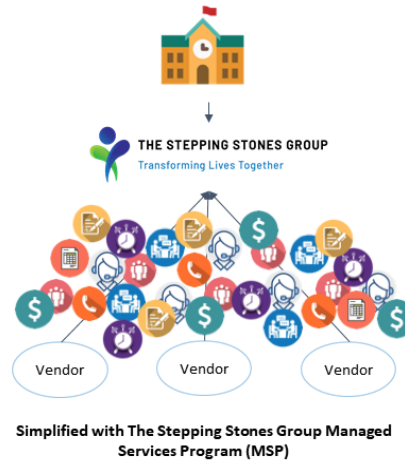 THE STEPPING STONES GROUP
Transforming Lives Together
$
$
$
$
Vendor
Vendor
Vendor
Simplified with The Stepping Stones Group Managed
Services Program (MSP)